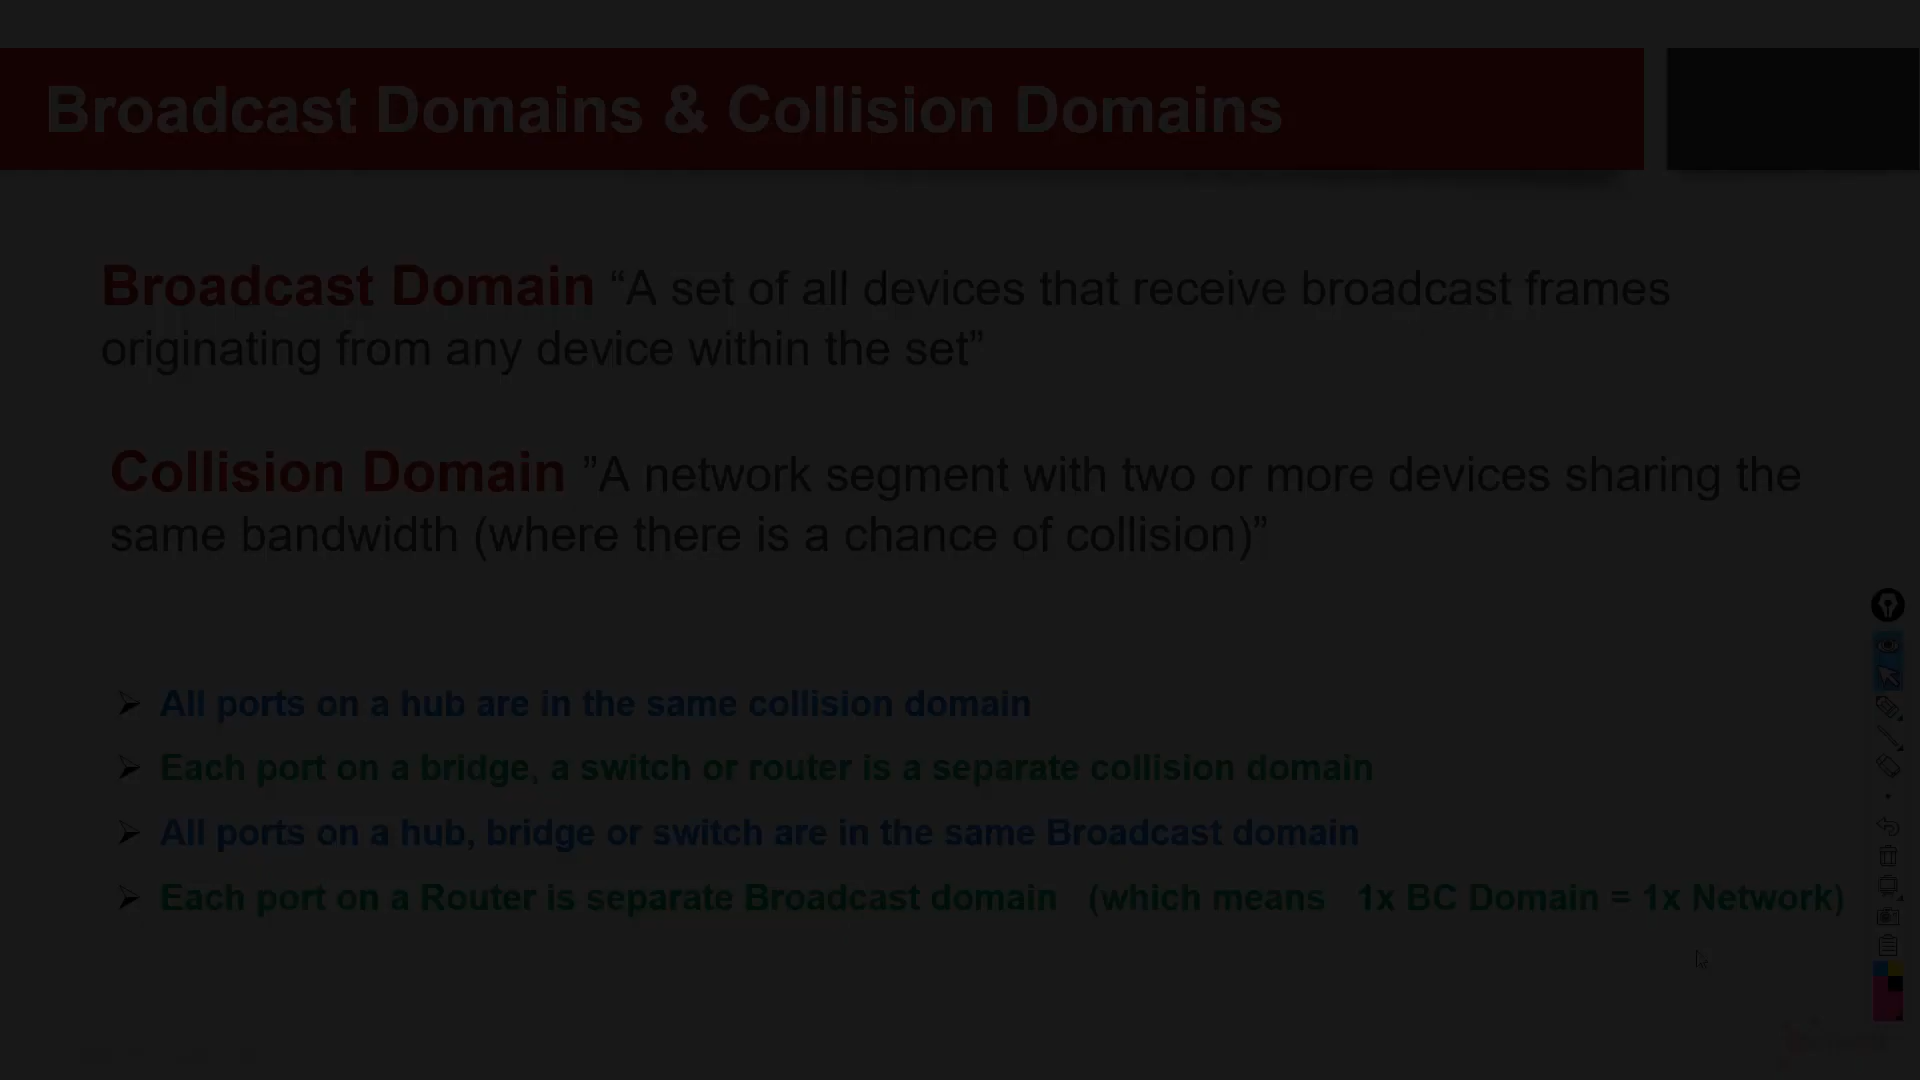 Broadcast Domains & Collision Domains
Broadcast Domain “A set of all devices that receive broadcast frames
originating from any device within the set”
Collision Domain ”A network segment with two or more devices sharing the
same bandwidth (where there is a chance of collision)”
➢ All ports on a hub are in the same collision domain
➢ Each port on a bridge, a switch or router is a separate collision domain
➢ All ports on a hub, bridge or switch are in the same Broadcast domain
➢ Each port on a Router is separate Broadcast domain (which means 1x BC Domain = 1x Network)